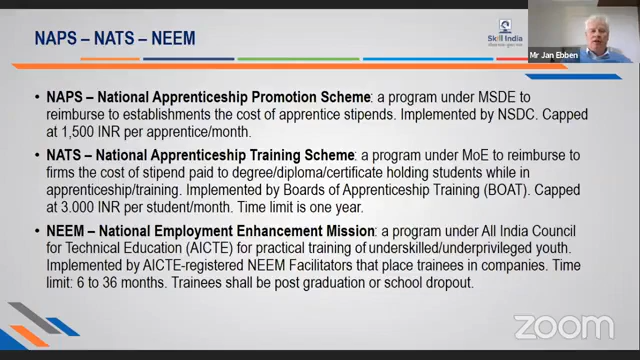 NAPS – NATS – NEEM
Skill India
Mr Jan Ebben
• NAPS – National Apprenticeship Promotion Scheme: a program under MSDE to
reimburse to establishments the cost of apprentice stipends. Implemented by NSDC. Capped
at 1,500 INR per apprentice/month.
• NATS – National Apprenticeship Training Scheme: a program under MoE to reimburse to
firms the cost of stipend paid to degree/diploma/certificate holding students while in
apprenticeship/training. Implemented by Boards of Apprenticeship Training (BOAT). Capped
at 3.000 INR per student/month. Time limit is one year.
• NEEM – National Employment Enhancement Mission: a program under All India Council
for Technical Education (AICTE) for practical training of underskilled/underprivileged youth.
Implemented by AICTE-registered NEEM Facilitators that place trainees in companies. Time
limit: 6 to 36 months. Trainees shall be post graduation or school dropout.
zoom